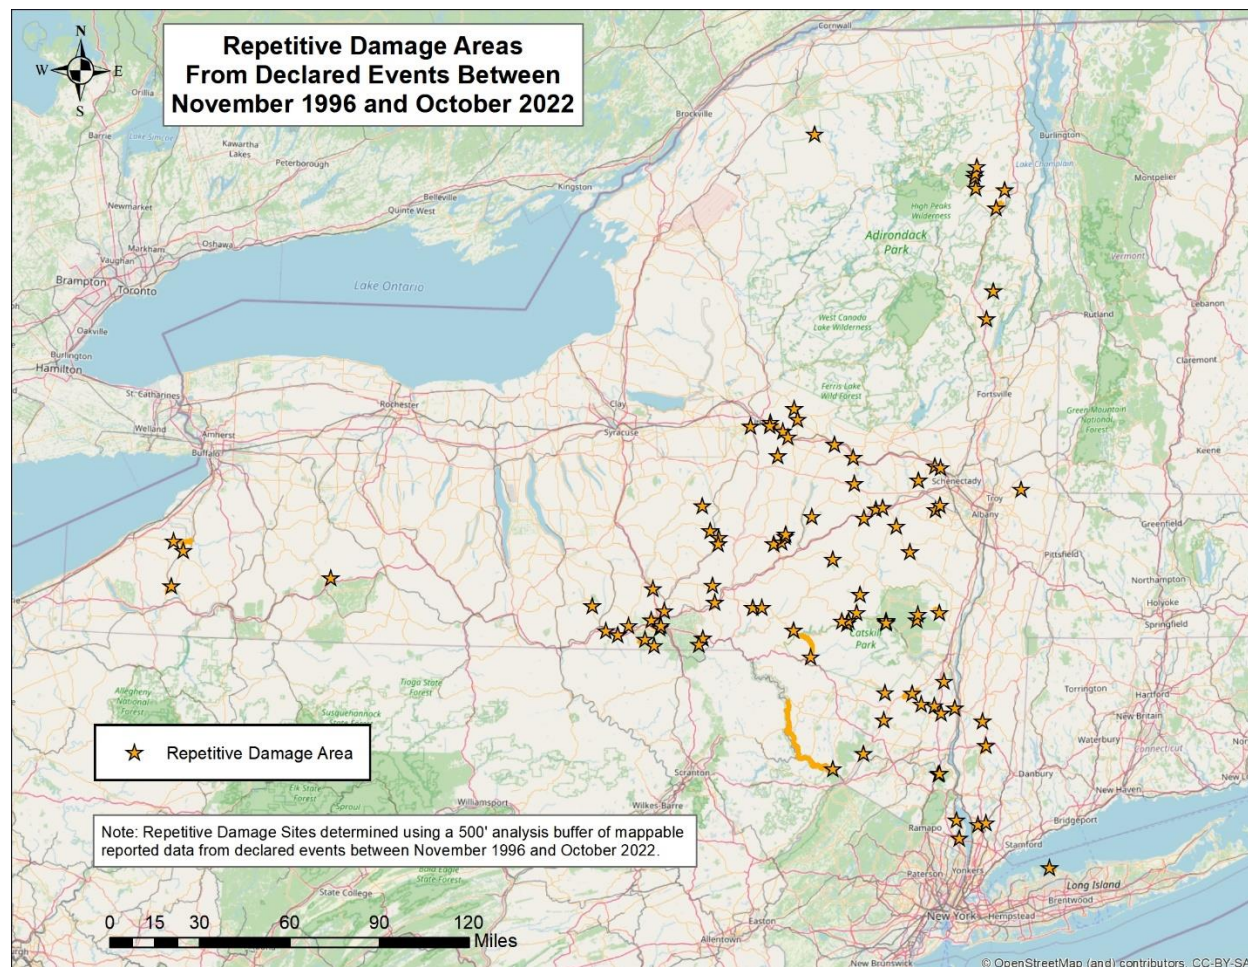 Repetitive Damage Areas
From Declared Events Between
November 1996 and October 2022
N
W
E
S
Cornwall
Orillia
Barrie
Lake Simcoe
Kawartha
Lakes
Peterborough
Brockville
Burlington
Lake Champlain
Montpelier
Kingston
Belleville
Quinte West
Newmarket
Markham
Oshawa
Vaughan
Brampton
Toronto
High Peaks
Wilderness
Adirondack
Park
Vermont
Lake Ontario
Oakville
Burlington
Hamilton
West Canada
Lake Wilderness
Rutland
Lebanon
Claremont
St. Catharines
Welland
Rochester
Clay
Syracuse
Ferris Lake
Wild Forest
Fortsville
Green Mountain
National
Forest
Keene
Amherst
Buffalo
Schenectady
Troy
Albany
Greenfield
Pittsfield
Northampton
Holyoke
Springfield
Catskill
Park
Allegheny
National
Forest
Tioga State
Forest
Susquehannock
State Forest
Torrington
Hartford
New Britain
Waterbury
Connecticut
Repetitive Damage Area
Scranton
Danbury
New Haven
Elk State
Forest
Sproul
Williamsport
Wilkes-Barre
Bridgeport
Ramapo
Stamford
Note: Repetitive Damage Sites determined using a 500' analysis buffer of mappable
reported data from declared events between November 1996 and October 2022.
Bald Eagle
State Forest
Paterson
Yonkers
State College
Long Island
Brentwood
New York
Hempstead
Easton
Allentown
New Brunswick
0 15 30 60 90 120
Miles
© OpenStreetMap (and) contributors, CC-BY-SA